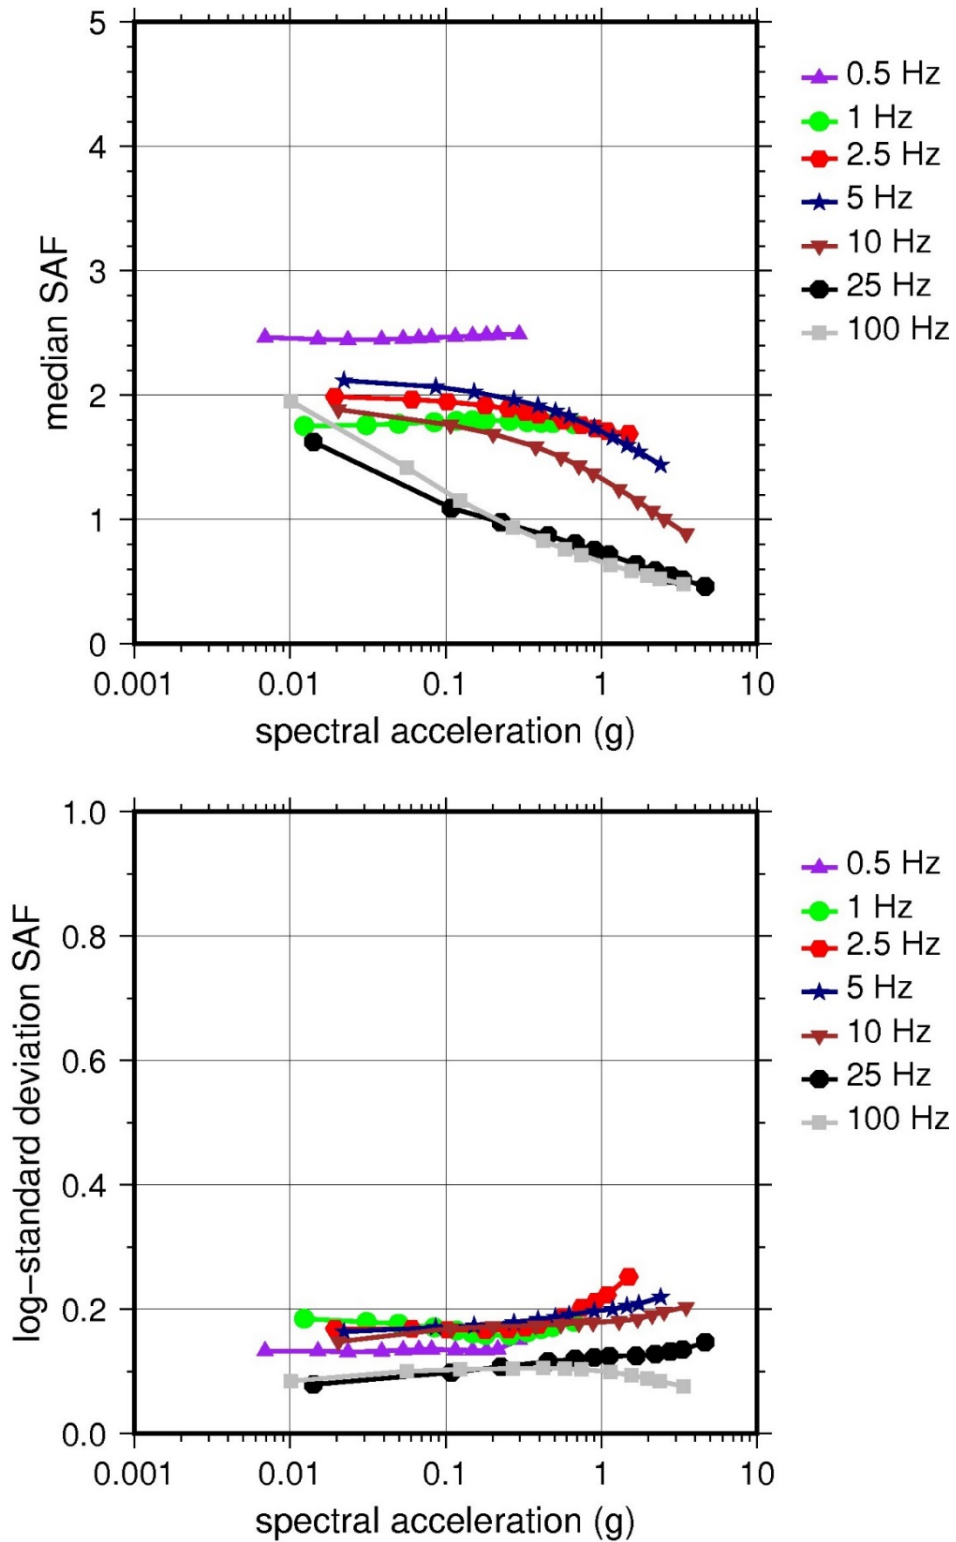 5
4
3
2
1
0
median SAF
0.001 0.01 0.1 1 10
spectral acceleration (g)
0.5 Hz
1 Hz
2.5 Hz
5 Hz
10 Hz
25 Hz
100 Hz
1.0
0.8
0.6
0.4
0.2
0.0
log−standard deviation SAF
0.001 0.01 0.1 1 10
spectral acceleration (g)
0.5 Hz
1 Hz
2.5 Hz
5 Hz
10 Hz
25 Hz
100 Hz